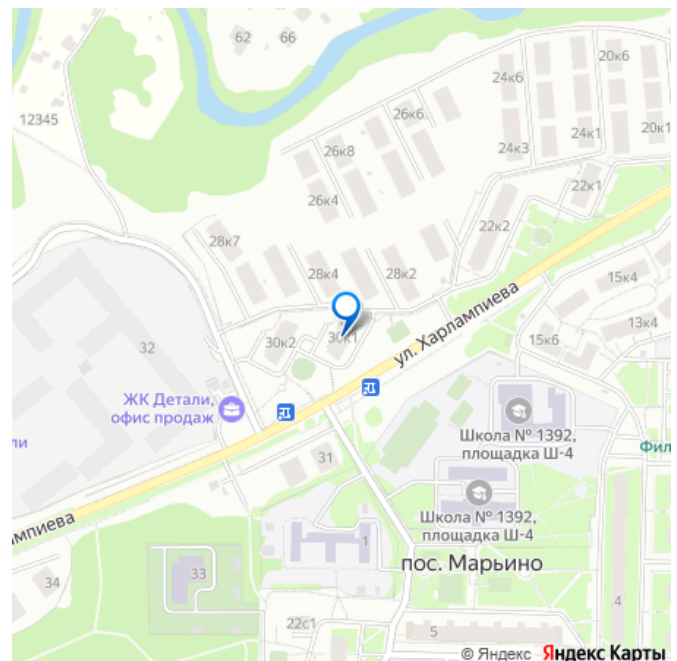 62
66
24к6
20к6
12345
26к6
26к8
24к3
24к1
20к1
26к4
22к1
22к2
28к7
28к4
28к2
15к4
ул. Харлампиева
30к2
30к1
15к6
13к4
32
ЖК Детали,
офис продаж
ли
Школа № 1392,
площадка Ш-4
Фил
31
Школа № 1392,
площадка Ш-4
лампиева
1
пос. Марьино
34
33
22с1
5
4
© Яндекс Яндекс Карты